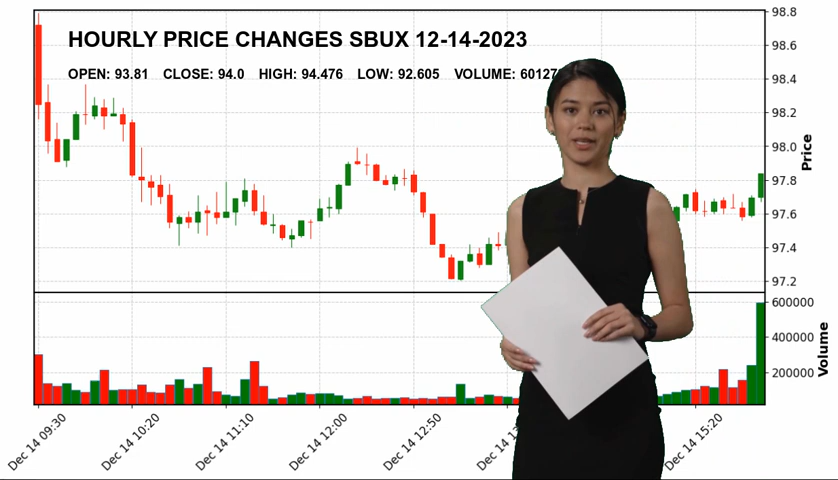 HOURLY PRICE CHANGES SBUX 12-14-2023
OPEN: 93.81 CLOSE: 94.0 HIGH: 94.476 LOW: 92.605 VOLUME:
98.8
98.6
98.4
98.2
98.0
97.8
97.6
97.4
97.2
Price
600000
400000
200000
Volume
Dec 14 09:30
Dec 14 10:20
Dec 14 11:10
Dec 14 12:00
Dec 14 12:50
Dec 14
Dec 14 15:20